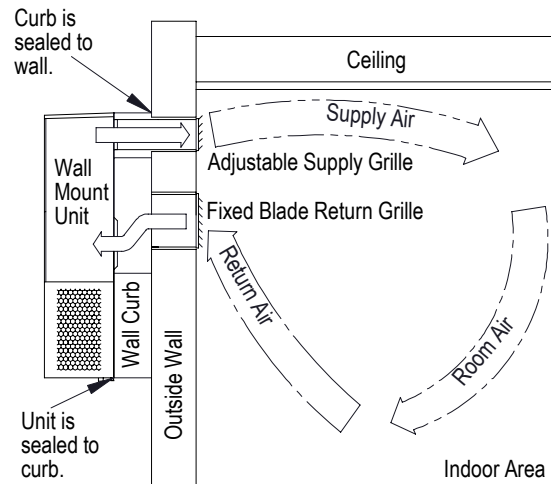 Curb is
sealed to
wall.
Ceiling
Supply Air
Adjustable Supply Grille
Wall
Mount
Unit
Fixed Blade Return Grille
Return Air
Room Air
Wall Curb
Outside Wall
Unit is
sealed to
curb.
Indoor Area